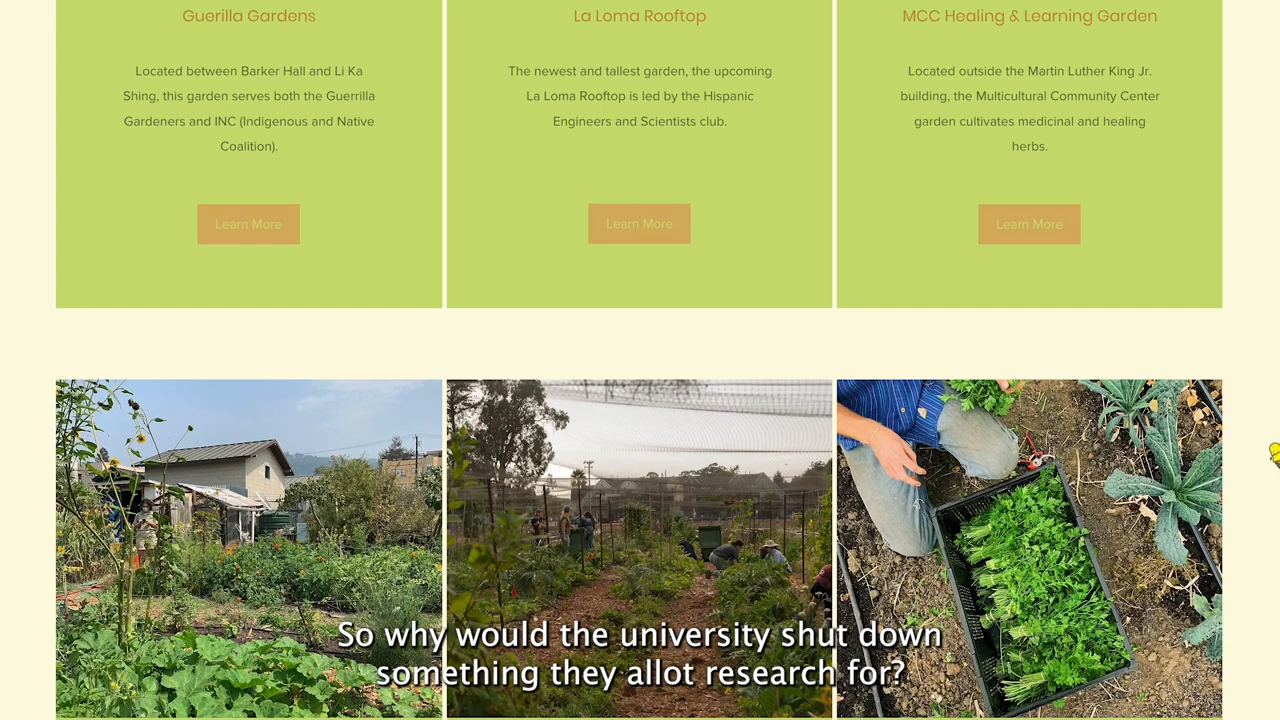 Guerilla Gardens
Located between Barker Hall and Li Ka
Shing, this garden serves both the Guerrilla
Gardeners and INC (Indigenous and Native
Coalition).
Learn More
La Loma Rooftop
The newest and tallest garden, the upcoming
La Loma Rooftop is led by the Hispanic
Engineers and Scientists club.
Learn More
MCC Healing & Learning Garden
Located outside the Martin Luther King Jr.
building, the Multicultural Community Center
garden cultivates medicinal and healing
herbs.
Learn More
So why would the university shut down
something they allot research for?